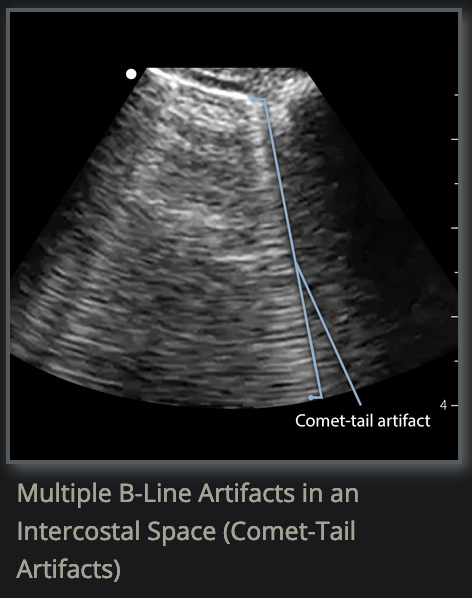 4
Comet-tail artifact
Multiple B-Line Artifacts in an
Intercostal Space (Comet-Tail
Artifacts)